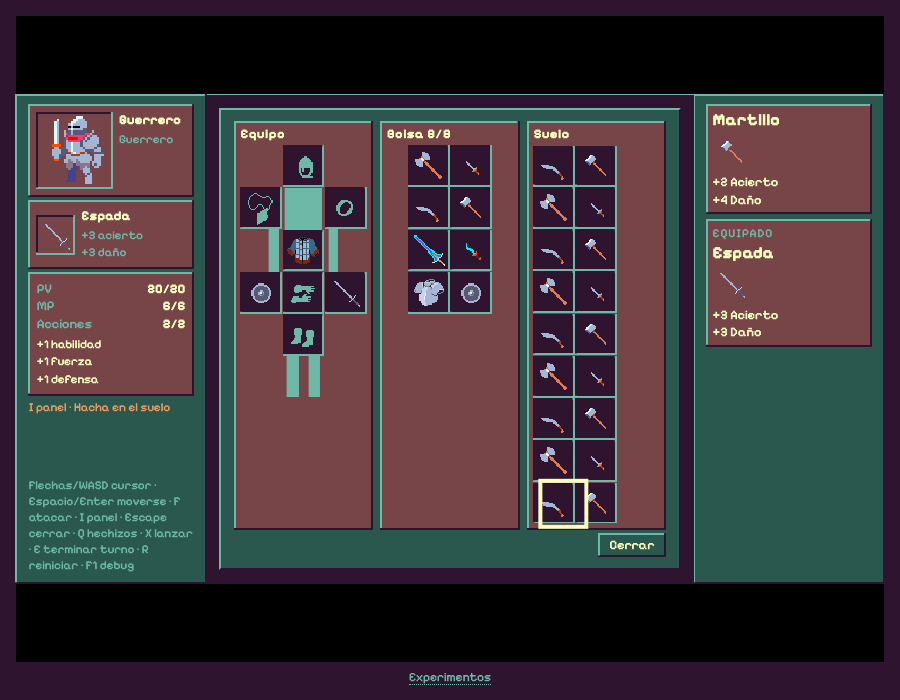 Guerrero
Guerrero
Espada
+3 acierto
+3 daño
PV 80/80
MP 6/6
Acciones 8/8
+1 habilidad
+1 fuerza
+1 defensa
I panel · Hacha en el suelo
Flechas/WASD cursor ·
Espacio/Enter moverse · F
atacar · I panel · Escape
cerrar · Q hechizos · X lanzar
· E terminar turno · R
reiniciar · F1 debug
Equipo
Bolsa 8/8
Suelo
Cerrar
Martillo
+2 Acierto
+4 Daño
EQUIPADO
Espada
+3 Acierto
+3 Daño
Experimentos